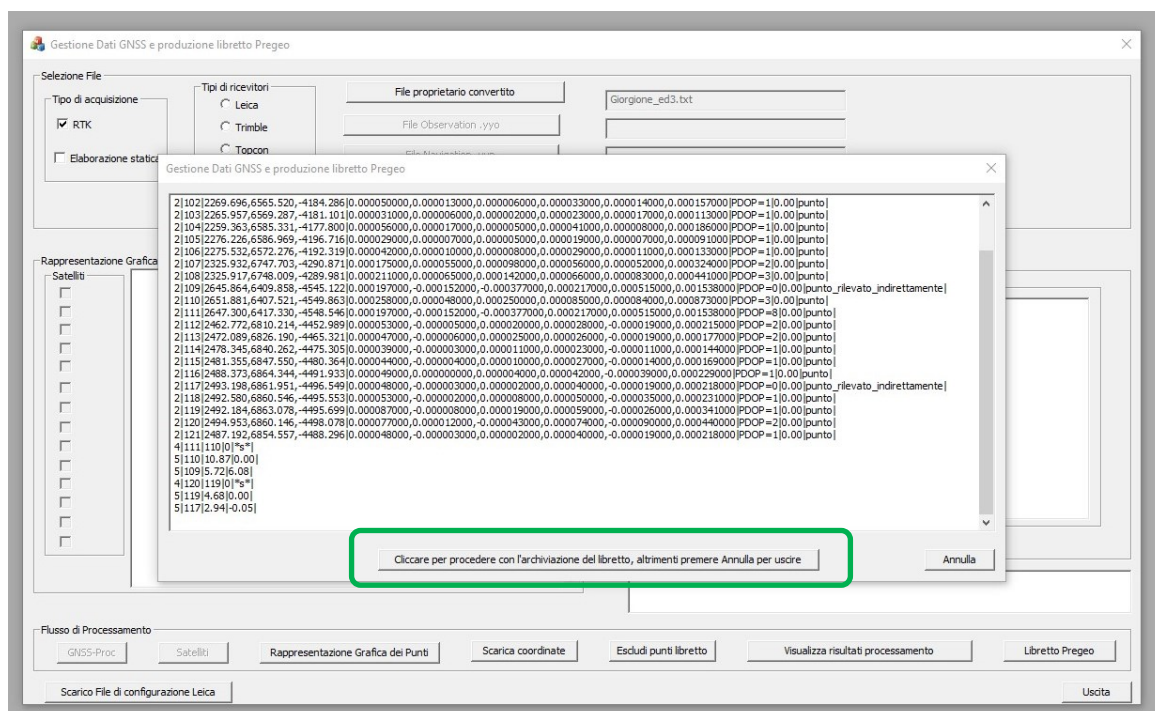 Gestione Dati GNSS e produzione libretto Pregeo
Selezione File
Tipo di acquisizione
RTK
Elaborazione statica
Tipi di ricevitori
Leica
Trimble
Topcon
File proprietario convertito
File Observation .yyo
Giorgione_ed3.txt
Gestione Dati GNSS e produzione libretto Pregeo
2|102|2269.696,6565.520,-4184.286|0.000050000,0.000013000,0.000006000,0.000033000,0.000014000,0.000157000|PDOP=1|0.00|punto|
2|103|2265.957,6569.287,-4181.101|0.000031000,0.000006000,0.000002000,0.000023000,0.000017000,0.000113000|PDOP=1|0.00|punto|
2|104|2259.363,6585.331,-4177.800|0.000056000,0.000017000,0.000005000,0.000041000,0.000008000,0.000186000|PDOP=1|0.00|punto|
2|105|2276.226,6586.969,-4196.716|0.000029000,0.000007000,0.000005000,0.000019000,0.000007000,0.000091000|PDOP=1|0.00|punto|
2|106|2275.532,6572.276,-4192.319|0.000042000,0.000010000,0.000008000,0.000029000,0.000011000,0.000133000|PDOP=1|0.00|punto|
2|107|2325.932,6747.703,-4290.871|0.000175000,0.000055000,0.000098000,0.000056000,0.000052000,0.000324000|PDOP=2|0.00|punto|
2|108|2325.917,6748.009,-4289.981|0.000211000,0.000065000,0.000142000,0.000066000,0.000083000,0.000441000|PDOP=3|0.00|punto|
2|109|2645.864,6409.858,-4545.122|0.000197000,-0.000152000,-0.000377000,0.000217000,0.000515000,0.001538000|PDOP=0|0.00|punto_rilevato_indirettamente|
2|110|2651.881,6407.521,-4549.863|0.000258000,0.000048000,0.000250000,0.000085000,0.000084000,0.000873000|PDOP=3|0.00|punto|
2|111|2647.300,6417.330,-4548.546|0.000197000,-0.000152000,-0.000377000,0.000217000,0.000515000,0.001538000|PDOP=8|0.00|punto|
2|112|2462.772,6810.214,-4452.989|0.000053000,-0.000005000,0.000020000,0.000028000,-0.000019000,0.000215000|PDOP=2|0.00|punto|
2|113|2472.089,6826.190,-4465.321|0.000047000,-0.000006000,0.000025000,0.000026000,-0.000019000,0.000177000|PDOP=2|0.00|punto|
2|114|2478.345,6840.262,-4475.305|0.000039000,-0.000003000,0.000011000,0.000023000,-0.000011000,0.000144000|PDOP=1|0.00|punto|
2|115|2481.355,6847.550,-4480.364|0.000044000,-0.000004000,0.000010000,0.000027000,-0.000014000,0.000169000|PDOP=1|0.00|punto|
2|116|2488.373,6864.344,-4491.933|0.000049000,0.000000000,0.000004000,0.000042000,-0.000039000,0.000229000|PDOP=1|0.00|punto|
2|117|2493.198,6861.951,-4496.549|0.000048000,-0.000003000,0.000002000,0.000040000,-0.000019000,0.000218000|PDOP=0|0.00|punto_rilevato_indirettamente|
2|118|2492.580,6860.546,-4495.553|0.000053000,-0.000002000,0.000008000,0.000050000,-0.000035000,0.000231000|PDOP=1|0.00|punto|
2|119|2492.184,6863.078,-4495.699|0.000087000,-0.000008000,0.000019000,0.000059000,-0.000026000,0.000341000|PDOP=1|0.00|punto|
2|120|2494.953,6860.146,-4498.078|0.000077000,0.000012000,-0.000043000,0.000074000,-0.000090000,0.000440000|PDOP=2|0.00|punto|
2|121|2487.192,6854.557,-4488.296|0.000048000,-0.000003000,0.000002000,0.000040000,-0.000019000,0.000218000|PDOP=1|0.00|punto|
4|111|110|0|*s*|
5|110|10.87|0.00|
5|109|5.72|6.08|
4|120|119|0|*s*|
5|119|4.68|0.00|
5|117|2.94|-0.05|
Cliccare per procedere con l'archiviazione del libretto, altrimenti premere Annulla per uscire
Annulla
Rappresentazione Grafica
Satelliti
Flusso di Processamento
GNSS-Proc
Satelliti
Rappresentazione Grafica dei Punti
Scarica coordinate
Escludi punti libretto
Visualizza risultati processamento
Libretto Pregeo
Scarico File di configurazione Leica
Uscita